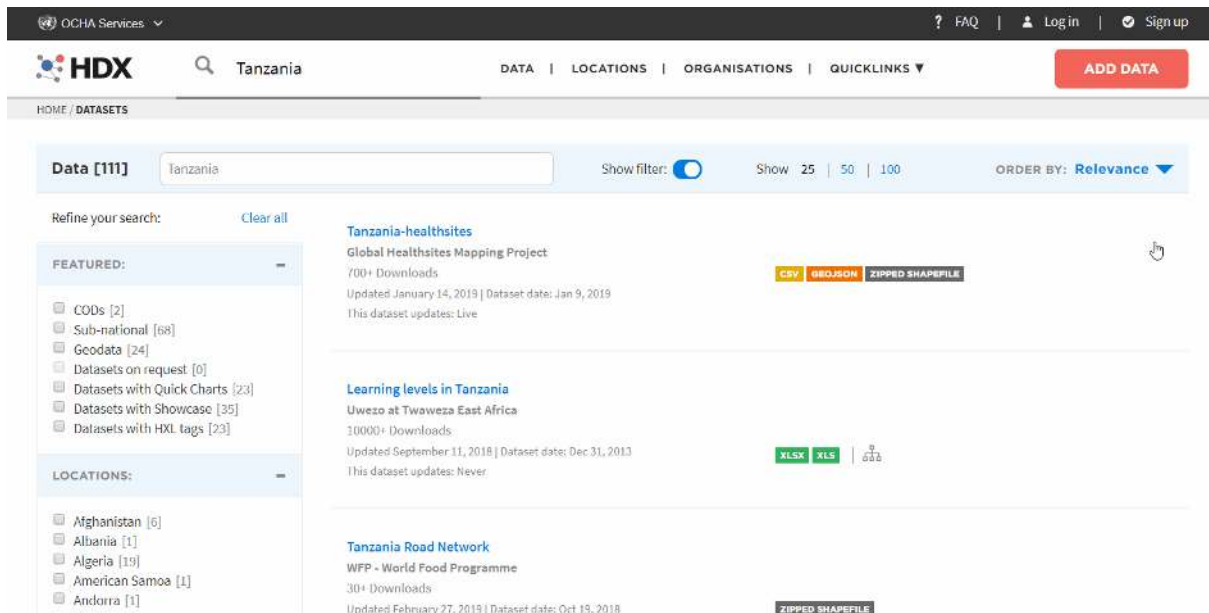 OCHA Services
? FAQ | Log in | Sign up
HDX
Tanzania
DATA | LOCATIONS | ORGANISATIONS | QUICKLINKS ▼
ADD DATA
HOME / DATASETS
Data [111]
Tanzania
Show filter:
Show 25 | 50 | 100
ORDER BY: Relevance
Refine your search:
Clear all
FEATURED:
CODs [2]
Sub-national [68]
Geodata [24]
Datasets on request [0]
Datasets with Quick Charts [23]
Datasets with Showcase [35]
Datasets with HXL tags [23]
LOCATIONS:
Afghanistan [6]
Albania [1]
Algeria [19]
American Samoa [1]
Andorra [1]
Tanzania-healthsites
Global Healthsites Mapping Project
700+ Downloads
Updated January 14, 2019 | Dataset date: Jan 9, 2019
This dataset updates: Live
CSV GEOJSON ZIPPED SHAPEFILE
Learning levels in Tanzania
Uwezo at Twaweza East Africa
10000+ Downloads
Updated September 11, 2018 | Dataset date: Dec 31, 2013
This dataset updates: Never
XLSX XLS
Tanzania Road Network
WFP - World Food Programme
30+ Downloads
Updated February 27, 2019 | Dataset date: Oct 19, 2018
ZIPPED SHAPEFILE